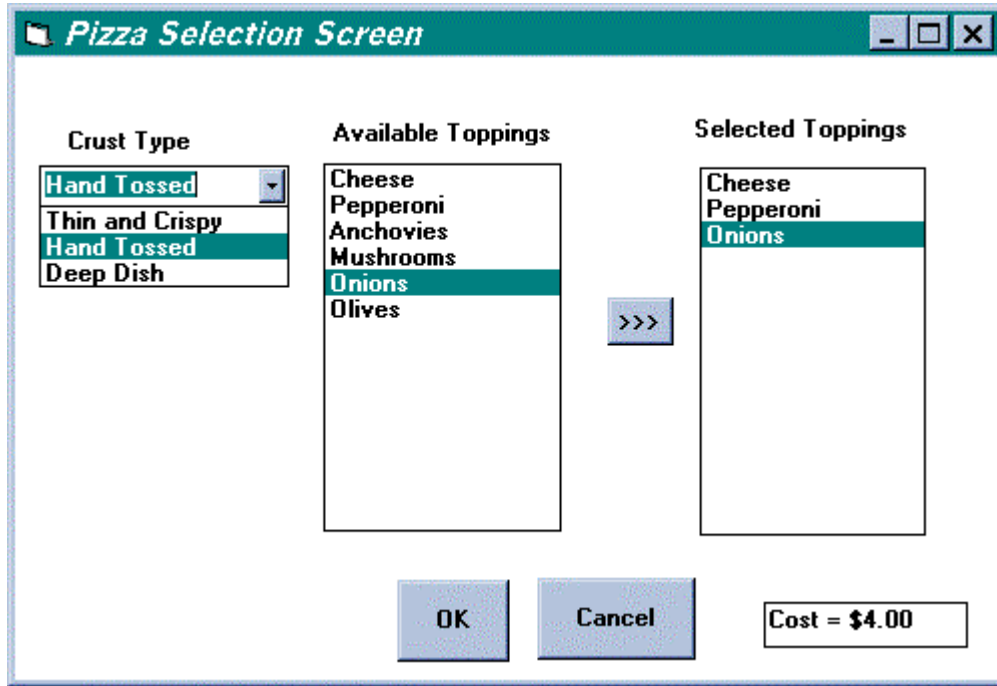 Pizza Selection Screen
Crust Type
Hand Tossed
Thin and Crispy
Hand Tossed
Deep Dish
Available Toppings
Cheese
Pepperoni
Anchovies
Mushrooms
Onions
Olives
>>>
Selected Toppings
Cheese
Pepperoni
Onions
OK
Cancel
Cost = $4.00